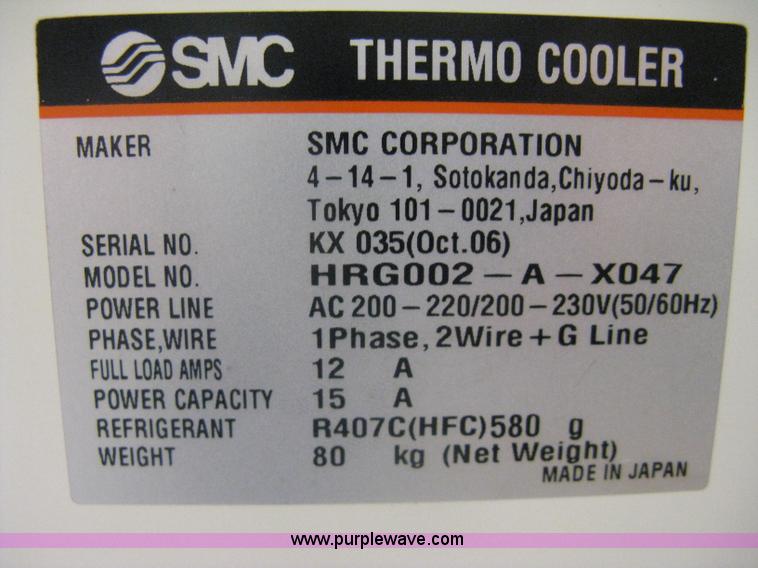 SMC THERMO COOLER
MAKER SMC CORPORATION
4-14-1, Sotokanda,Chiyoda-ku,
Tokyo 101-0021,Japan
SERIAL NO. KX 035(Oct.06)
MODEL NO. HRG002-A-X047
POWER LINE AC 200-220/200-230V(50/60Hz)
PHASE,WIRE 1Phase, 2Wire+G Line
FULL LOAD AMPS 12 A
POWER CAPACITY 15 A
REFRIGERANT R407C(HFC)580 g
WEIGHT 80 kg (Net Weight)
MADE IN JAPAN
www.purplewave.com